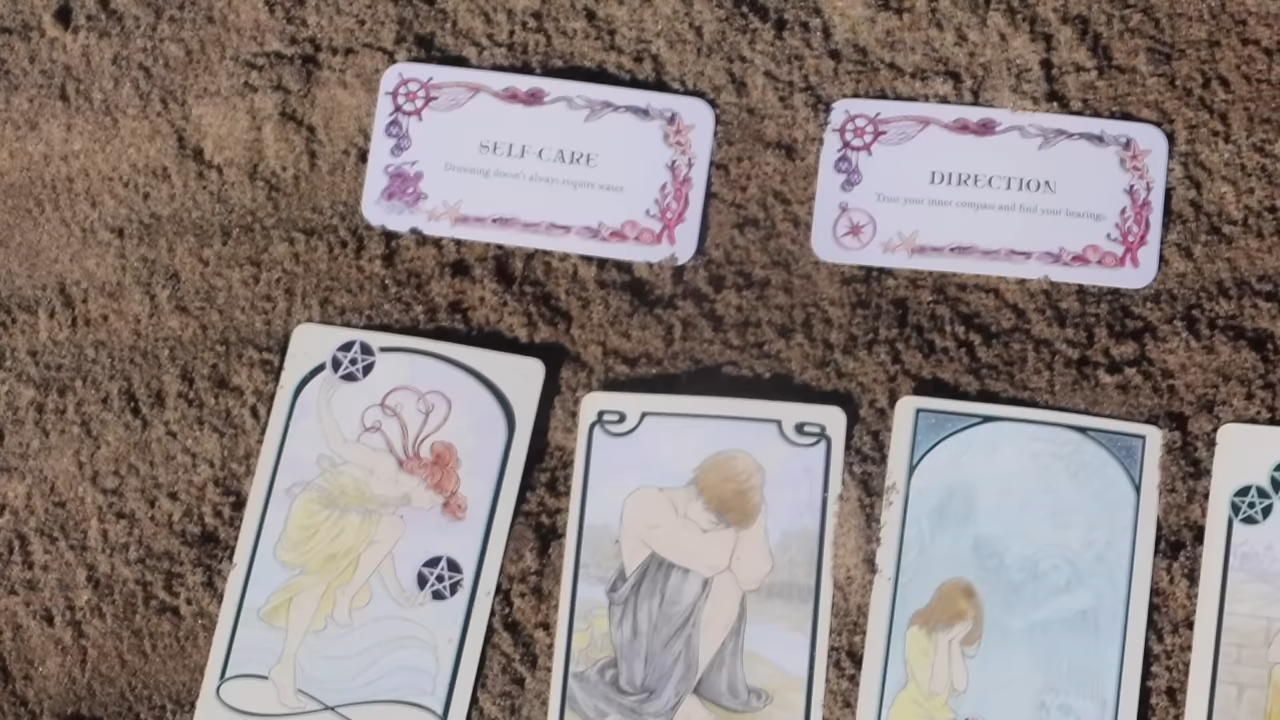 SELF-CARE
Drowning doesn't always require water.
DIRECTION
Trust your inner compass and find your bearings.